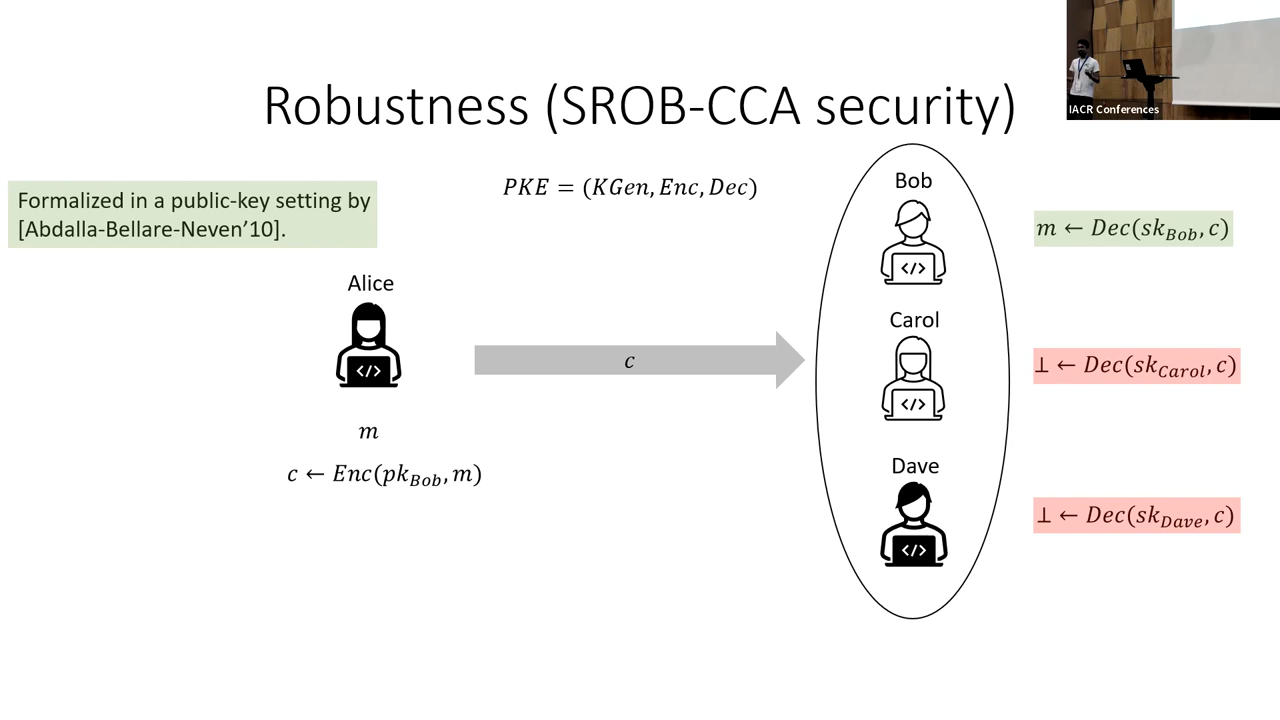 IACR Conferences
Robustness (SROB-CCA security)
Formalized in a public-key setting by
[Abdalla-Bellare-Neven’10].
PKE = (KGen, Enc, Dec)
Alice
</>
m
c ← Enc(pk_Bob, m)
c
Bob
</>
m ← Dec(sk_Bob, c)
Carol
</>
⊥ ← Dec(sk_Carol, c)
Dave
</>
⊥ ← Dec(sk_Dave, c)